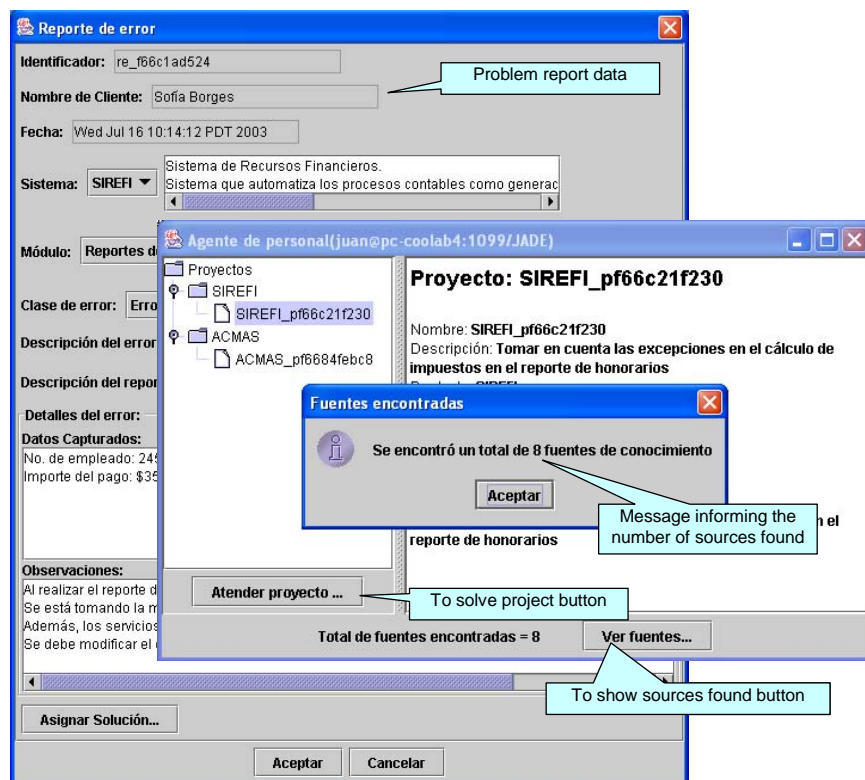 Reporte de error
Identificador: re_f66c1ad524
Problem report data
Nombre de Cliente: Sofía Borges
Fecha: Wed Jul 16 10:14:12 PDT 2003
Sistema: SIREFI
Sistema de Recursos Financieros.
Sistema que automatiza los procesos contables como generac
Módulo: Reportes d
Clase de error: Erro
Descripción del error
Descripción del repor
Detalles del error:
Datos Capturados:
No. de empleado: 245
Importe del pago: $35
Observaciones:
Al realizar el reporte d
Se está tomando la m
Además, los servicios
Se debe modificar el
Asignar Solución...
Aceptar
Cancelar
Agente de personal(juan@pc-coolab4:1099/JADE)
Proyectos
SIREFI
SIREFI_pf66c21f230
ACMAS
ACMAS_pf6684febc8
Atender proyecto ...
To solve project button
Proyecto: SIREFI_pf66c21f230
Nombre: SIREFI_pf66c21f230
Descripción: Tomar en cuenta las excepciones en el cálculo de
impuestos en el reporte de honorarios
n el
reporte de honorarios
Fuentes encontradas
Se encontró un total de 8 fuentes de conocimiento
Aceptar
Message informing the
number of sources found
Total de fuentes encontradas = 8
Ver fuentes...
To show sources found button